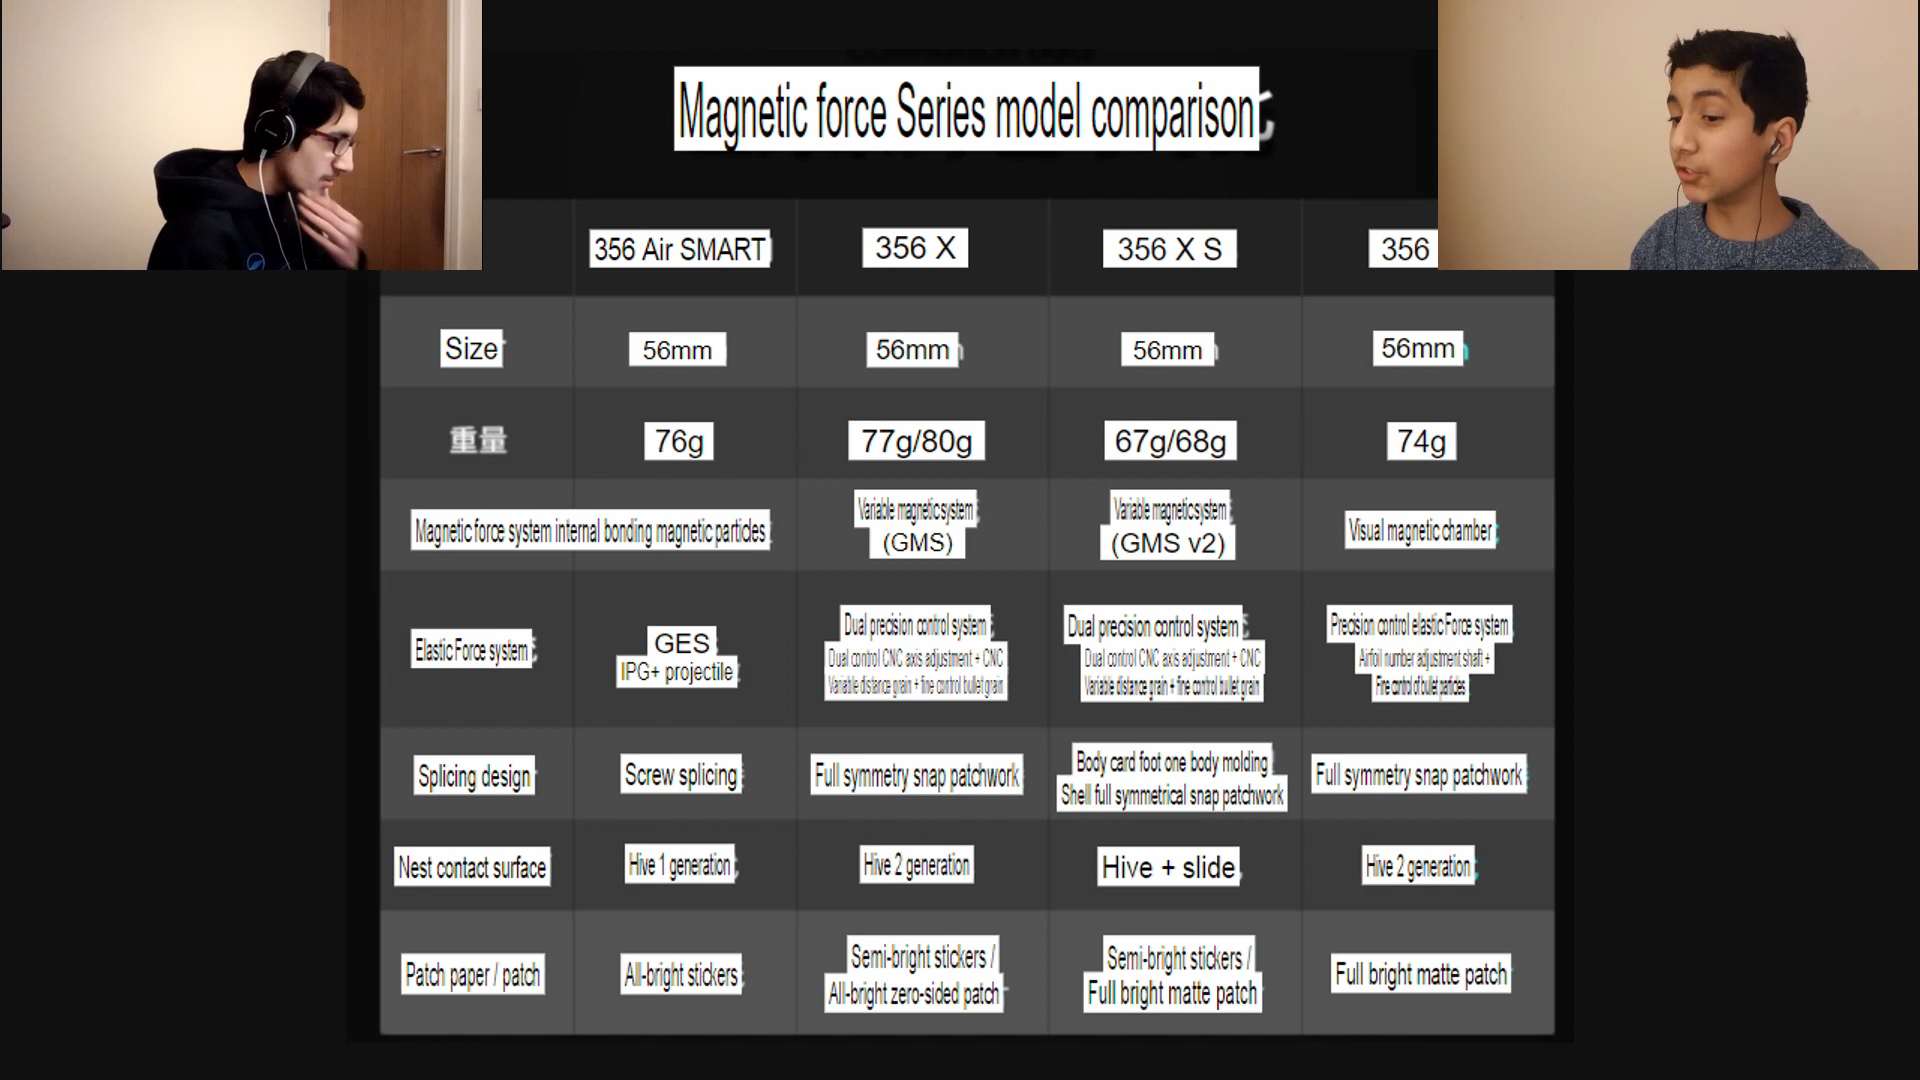 Magnetic force Series model comparison
356 Air SMART 356 X 356 X S 356
Size 56mm 56mm 56mm 56mm
重量 76g 77g/80g 67g/68g 74g
Magnetic force system internal bonding magnetic particles
Variable magnetic system
(GMS)
Variable magnetic system
(GMS v2)
Visual magnetic chamber
Elastic Force system
GES
IPG+ projectile
Dual precision control system
Dual control CNC axis adjustment + CNC
Variable distance grain + fine control bullet grain
Dual precision control system
Dual control CNC axis adjustment + CNC
Variable distance grain + fine control bullet grain
Precision control elastic Force system
Airfoil number adjustment shaft +
Fine control of bullet particles
Splicing design
Screw splicing
Full symmetry snap patchwork
Body card foot one body molding
Shell full symmetrical snap patchwork
Full symmetry snap patchwork
Nest contact surface Hive 1 generation Hive 2 generation Hive + slide Hive 2 generation
Patch paper / patch
All-bright stickers
Semi-bright stickers /
All-bright zero-sided patch
Semi-bright stickers /
Full bright matte patch
Full bright matte patch